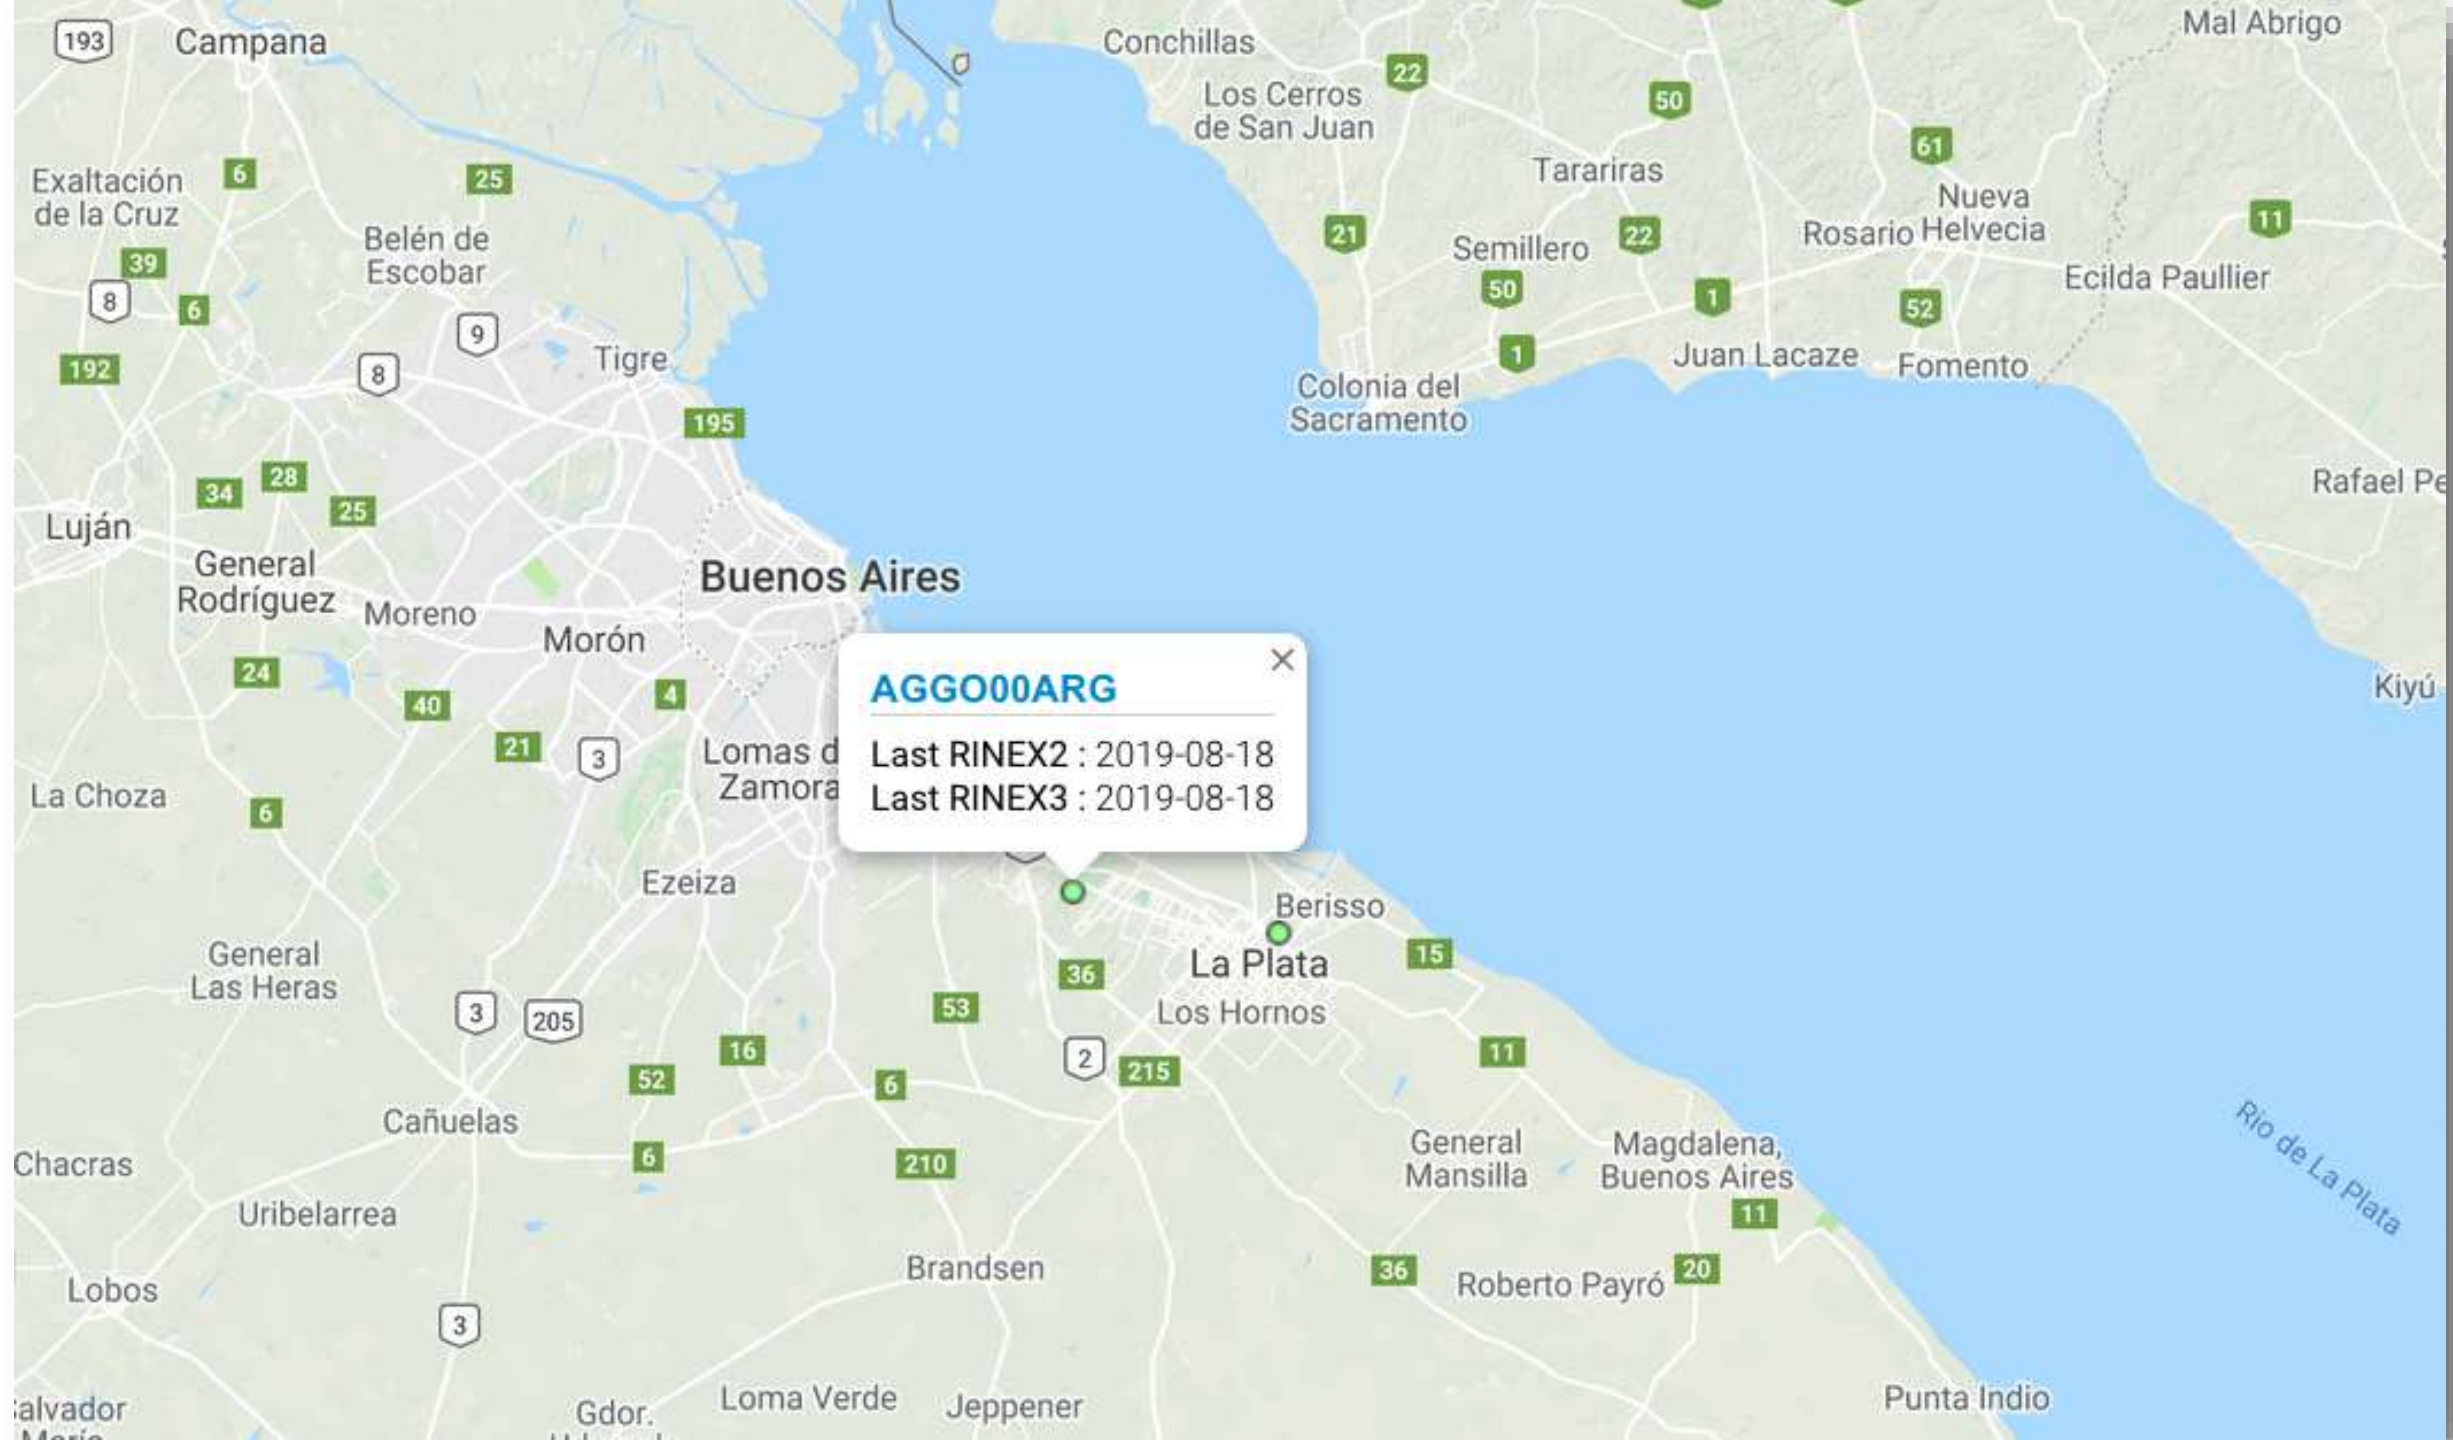 193
Campana
Conchillas
Mal Abrigo
22
Los Cerros
de San Juan
50
61
Exaltación
de la Cruz
6
25
Tarariras
Nueva
Helvecia
11
Belén de
Escobar
21
Semillero
22
Rosario
39
8
6
9
50
1
52
Ecilda Paullier
192
8
Tigre
1
Juan Lacaze
Fomento
195
Colonia del
Sacramento
34
28
25
Rafael Pe
Luján
General
Rodríguez
Moreno
Buenos Aires
Morón
24
40
4
AGGO00ARG
Kiyú
21
3
Lomas d
Zamora
Last RINEX2 : 2019-08-18
Last RINEX3 : 2019-08-18
La Choza
6
Ezeiza
Berisso
General
Las Heras
36
La Plata
15
3
205
53
Los Hornos
16
52
6
2
215
11
Cañuelas
Chacras
6
210
General
Mansilla
Magdalena,
Buenos Aires
Rio de La Plata
Uribelarrea
11
Lobos
Brandsen
36
Roberto Payró
20
3
alvador
Gdor.
Loma Verde
Jeppener
Punta Indio